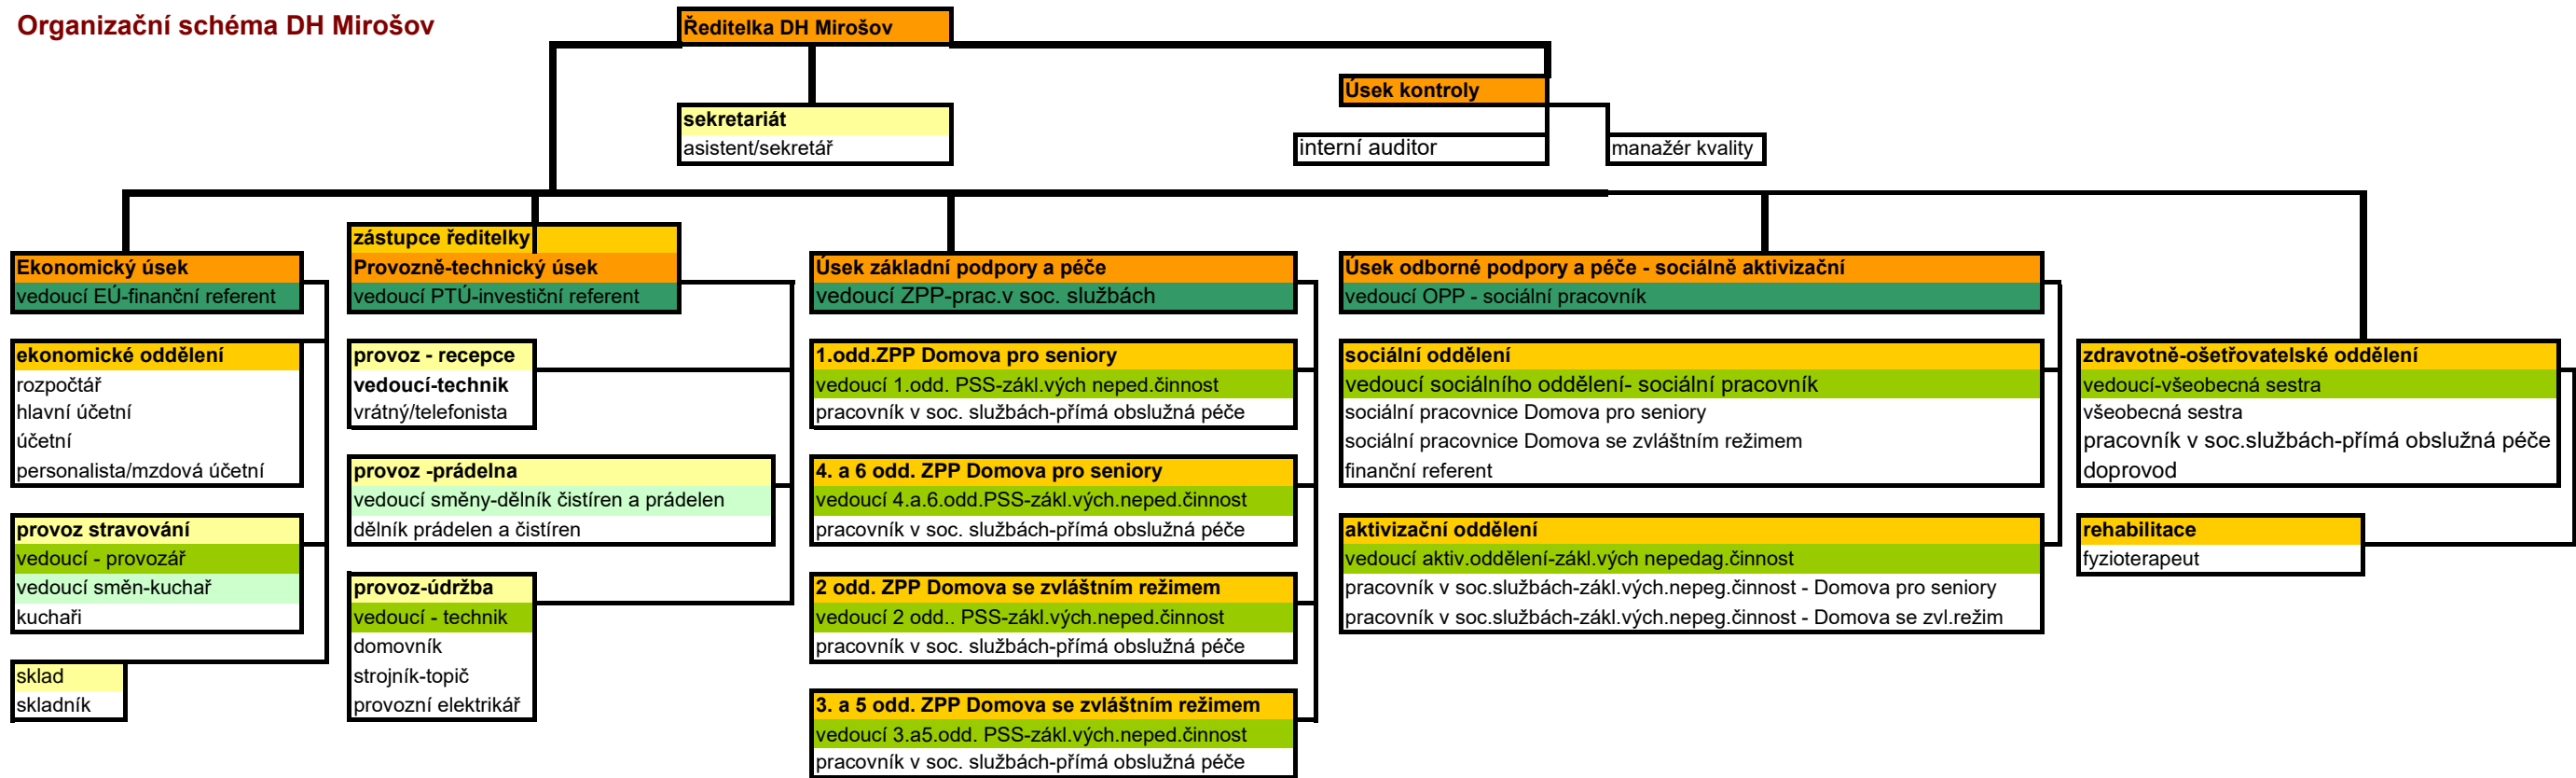 Organizační schéma DH Mirošov
Ředitelka DH Mirošov
Úsek kontroly
sekretariát
asistent/sekretář
interní auditor
manažér kvality
Ekonomický úsek
vedoucí EÚ-finanční referent
ekonomické oddělení
rozpočtář
hlavní účetní
účetní
personalista/mzdová účetní
provoz stravování
vedoucí - provozář
vedoucí směn-kuchař
kuchaři
sklad
skladník
zástupce ředitelky
Provozně-technický úsek
vedoucí PTÚ-investiční referent
provoz - recepce
vedoucí-technik
vrátný/telefonista
provoz -prádelna
vedoucí směny-dělník čistíren a prádelen
dělník prádelen a čistíren
provoz-údržba
vedoucí - technik
domovník
strojník-topič
provozní elektrikář
Úsek základní podpory a péče
vedoucí ZPP-prac.v soc. službách
1.odd.ZPP Domova pro seniory
vedoucí 1.odd. PSS-zákl.vých neped.činnost
pracovník v soc. službách-přímá obslužná péče
4. a 6 odd. ZPP Domova pro seniory
vedoucí 4.a.6.odd.PSS-zákl.vých.neped.činnost
pracovník v soc. službách-přímá obslužná péče
2 odd. ZPP Domova se zvláštním režimem
vedoucí 2 odd.. PSS-zákl.vých.neped.činnost
pracovník v soc. službách-přímá obslužná péče
3. a 5 odd. ZPP Domova se zvláštním režimem
vedoucí 3.a5.odd. PSS-zákl.vých.neped.činnost
pracovník v soc. službách-přímá obslužná péče
Úsek odborné podpory a péče - sociálně aktivizační
vedoucí OPP - sociální pracovník
sociální oddělení
vedoucí sociálního oddělení- sociální pracovník
sociální pracovnice Domova pro seniory
sociální pracovnice Domova se zvláštním režimem
finanční referent
aktivizační oddělení
vedoucí aktiv.oddělení-zákl.vých nepedag.činnost
pracovník v soc.službách-zákl.vých.nepeg.činnost - Domova pro seniory
pracovník v soc.službách-zákl.vých.nepeg.činnost - Domova se zvl.režim
zdravotně-ošetřovatelské oddělení
vedoucí-všeobecná sestra
všeobecná sestra
pracovník v soc.službách-přímá obslužná péče
doprovod
rehabilitace
fyzioterapeut